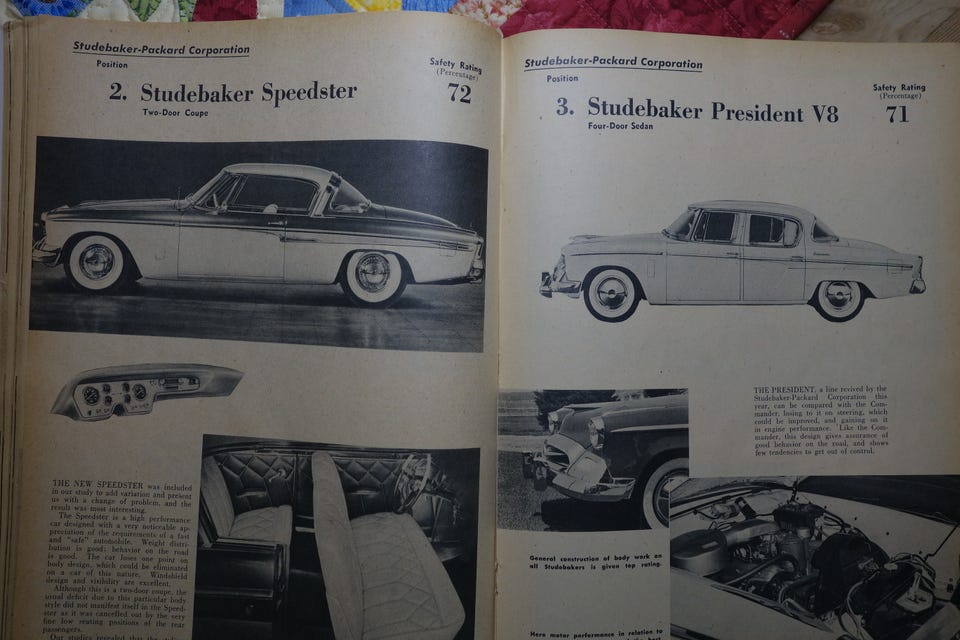 Studebaker-Packard Corporation
Position
Safety Rating
(Percentage)
2. Studebaker Speedster
72
Two-Door Coupe
THE NEW SPEEDSTER was included
in our study to add variation and present
us with a change of problem, and the
result was most interesting.
The Speedster is a high performance
car designed with a very noticeable ap-
preciation of the requirements of a fast
and "safe" automobile. Weight distri-
bution is good; behavior on the road
is good. The car loses one point on
body design, which could be eliminated
on a car of this nature. Windshield
design and visibility are excellent.
Although this is a two-door coupe, the
usual deficit due to this particular body
style did not manifest itself in the Speed-
ster as it was cancelled out by the very
fine low seating positions of the rear
passengers.
Our studies revealed that the
Studebaker-Packard Corporation
Position
Safety Rating
(Percentage)
3. Studebaker President V8
71
Four-Door Sedan
THE PRESIDENT, a line revived by the
Studebaker-Packard Corporation this
year, can be compared with the Com-
mander, losing to it on steering, which
could be improved, and gaining on it
in engine performance. Like the Com-
mander, this design gives assurance of
good behavior on the road, and shows
few tendencies to get out of control.
General construction of body work on
all Studebakers is given top rating.
Here motor performance in relation to